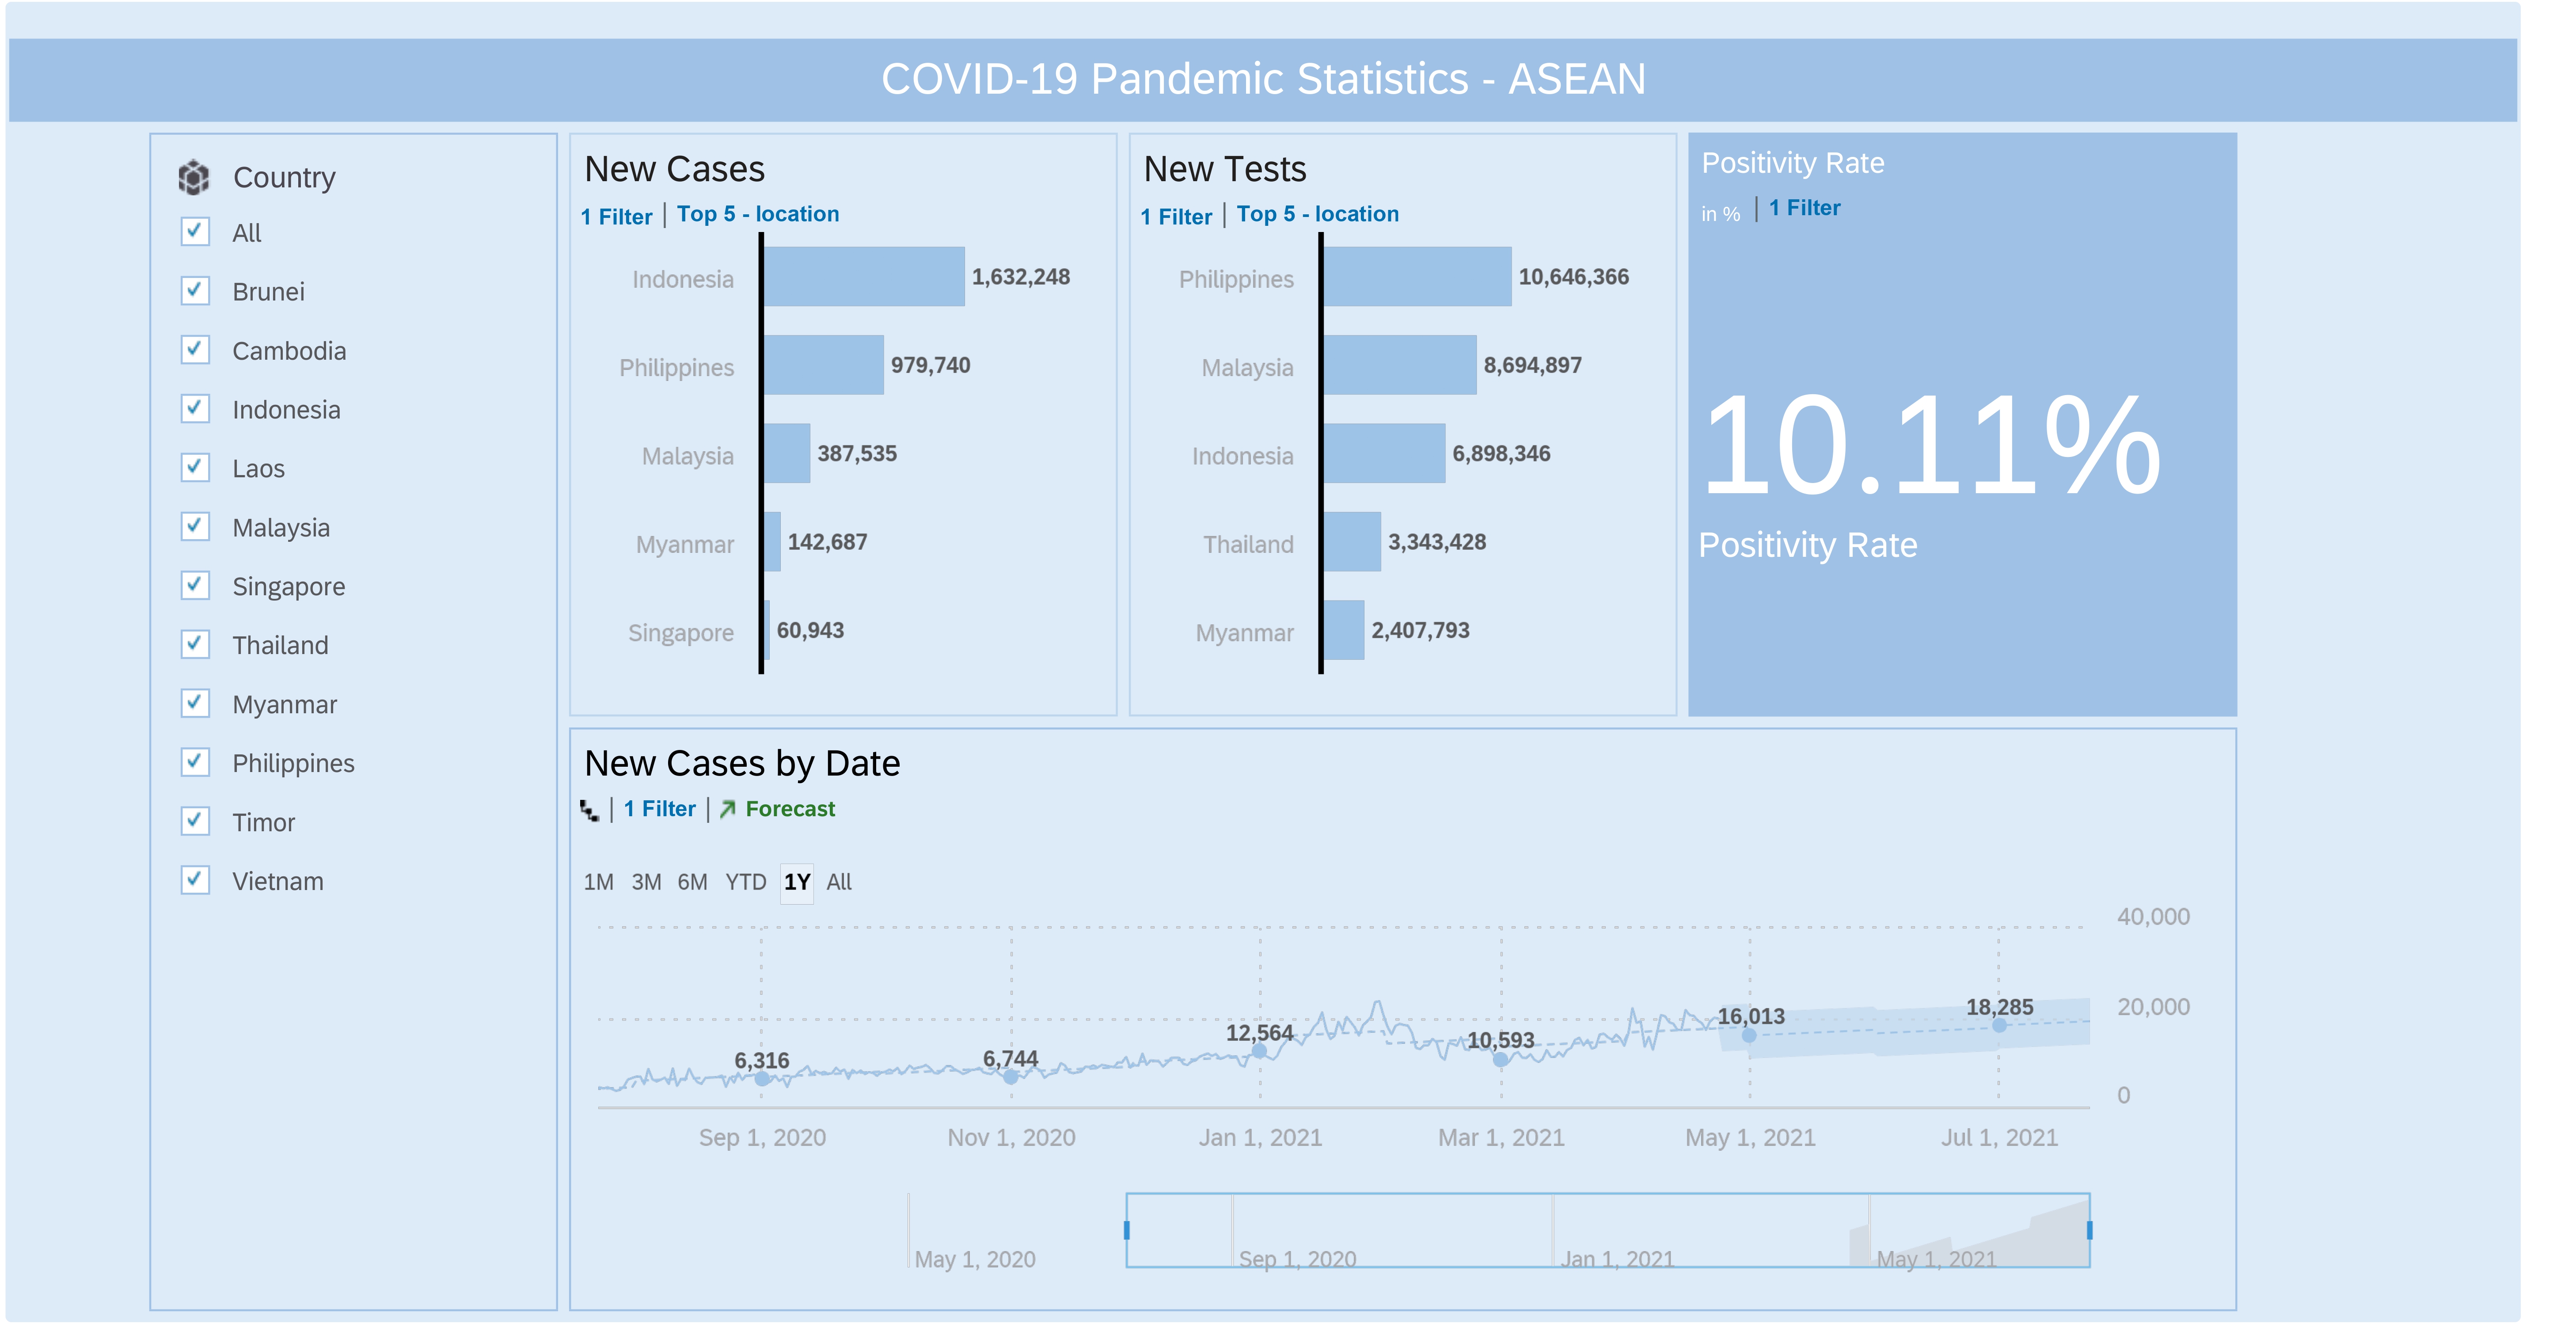 COVID-19 Pandemic Statistics - ASEAN
Country
All
Brunei
Cambodia
Indonesia
Laos
Malaysia
Singapore
Thailand
Myanmar
Philippines
Timor
Vietnam
New Cases
1 Filter | Top 5 - location
Indonesia 1,632,248
Philippines 979,740
Malaysia 387,535
Myanmar 142,687
Singapore 60,943
New Tests
1 Filter | Top 5 - location
Philippines 10,646,366
Malaysia 8,694,897
Indonesia 6,898,346
Thailand 3,343,428
Myanmar 2,407,793
Positivity Rate
in % | 1 Filter
10.11%
Positivity Rate
New Cases by Date
| 1 Filter | Forecast
1M 3M 6M YTD 1Y All
40,000
20,000
0
6,316 6,744 12,564 10,593 16,013 18,285
Sep 1, 2020 Nov 1, 2020 Jan 1, 2021 Mar 1, 2021 May 1, 2021 Jul 1, 2021
May 1, 2020 Sep 1, 2020 Jan 1, 2021 May 1, 2021